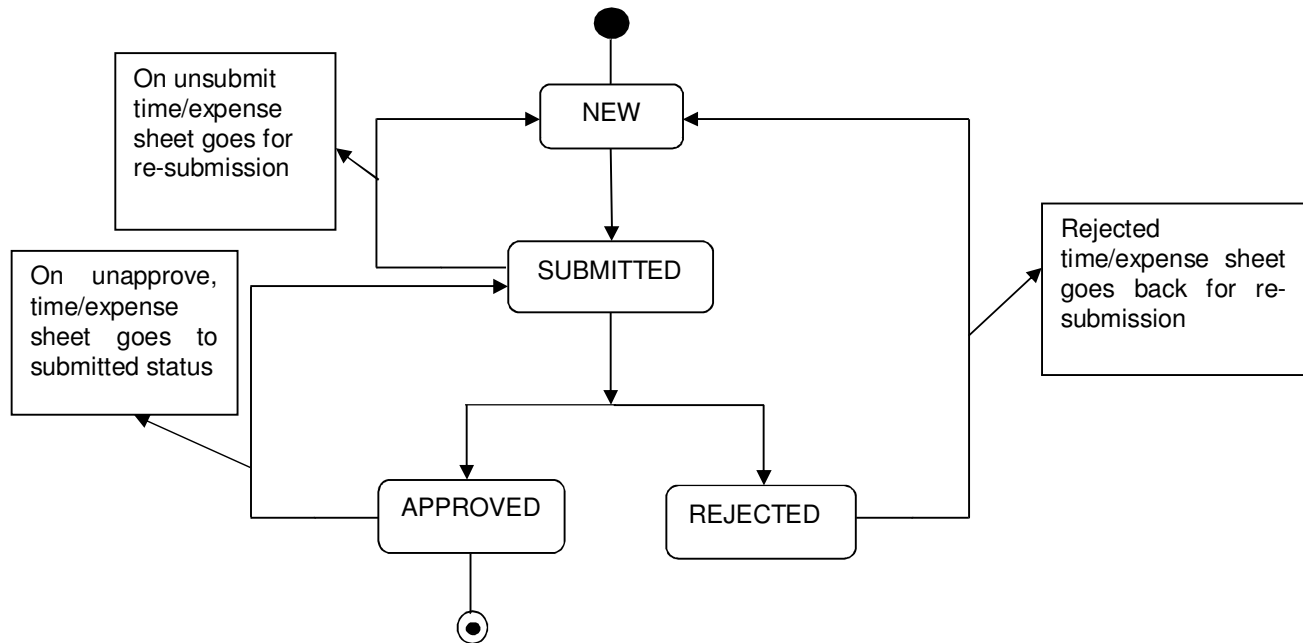 On unsubmit
time/expense
sheet goes for
re-submission
NEW
SUBMITTED
On unapprove,
time/expense
sheet goes to
submitted status
Rejected
time/expense sheet
goes back for re-
submission
APPROVED
REJECTED